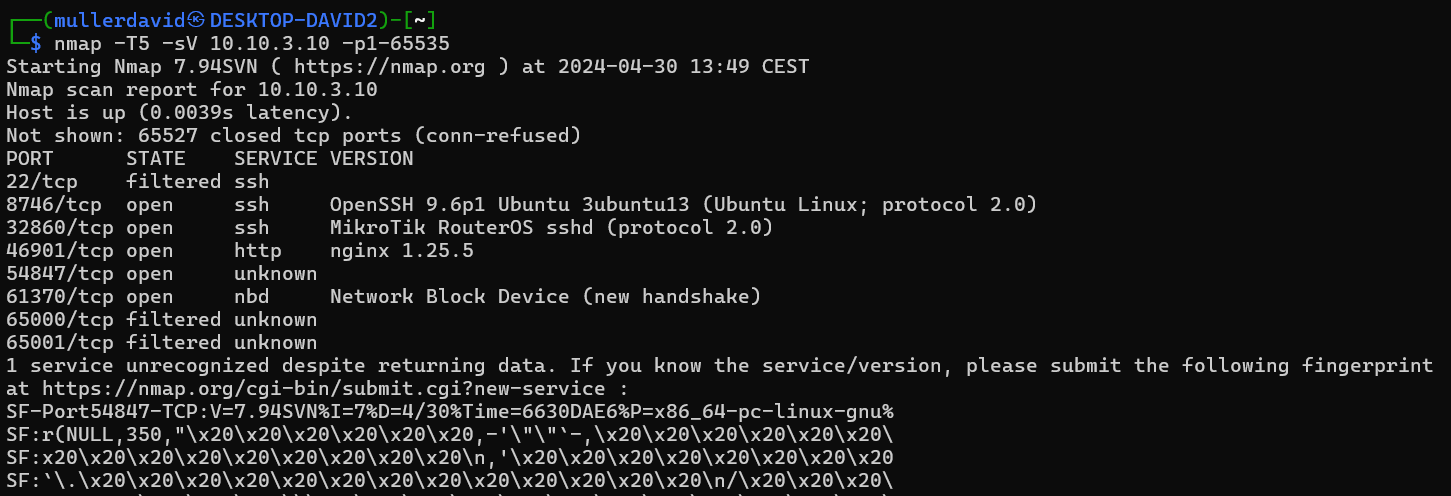 ┌──(mullerdavid㉿DESKTOP-DAVID2)-[~]
└─$ nmap -T5 -sV 10.10.3.10 -p1-65535
Starting Nmap 7.94SVN ( https://nmap.org ) at 2024-04-30 13:49 CEST
Nmap scan report for 10.10.3.10
Host is up (0.0039s latency).
Not shown: 65527 closed tcp ports (conn-refused)
PORT      STATE    SERVICE VERSION
22/tcp    filtered ssh
8746/tcp  open     ssh     OpenSSH 9.6p1 Ubuntu 3ubuntu13 (Ubuntu Linux; protocol 2.0)
32860/tcp open     ssh     MikroTik RouterOS sshd (protocol 2.0)
46901/tcp open     http    nginx 1.25.5
54847/tcp open     unknown
61370/tcp open     nbd     Network Block Device (new handshake)
65000/tcp filtered unknown
65001/tcp filtered unknown
1 service unrecognized despite returning data. If you know the service/version, please submit the following fingerprint
at https://nmap.org/cgi-bin/submit.cgi?new-service :
SF-Port54847-TCP:V=7.94SVN%I=7%D=4/30%Time=6630DAE6%P=x86_64-pc-linux-gnu%
SF:r(NULL,350,"\x20\x20\x20\x20\x20\x20,-'\"\"`-,\x20\x20\x20\x20\x20\x20\
SF:x20\x20\x20\x20\x20\x20\x20\x20\x20\x20\n,'\x20\x20\x20\x20\x20\x20\x20
SF:`\.\x20\x20\x20\x20\x20\x20\x20\x20\x20\x20\x20\x20\x20\n/\x20\x20\x20\